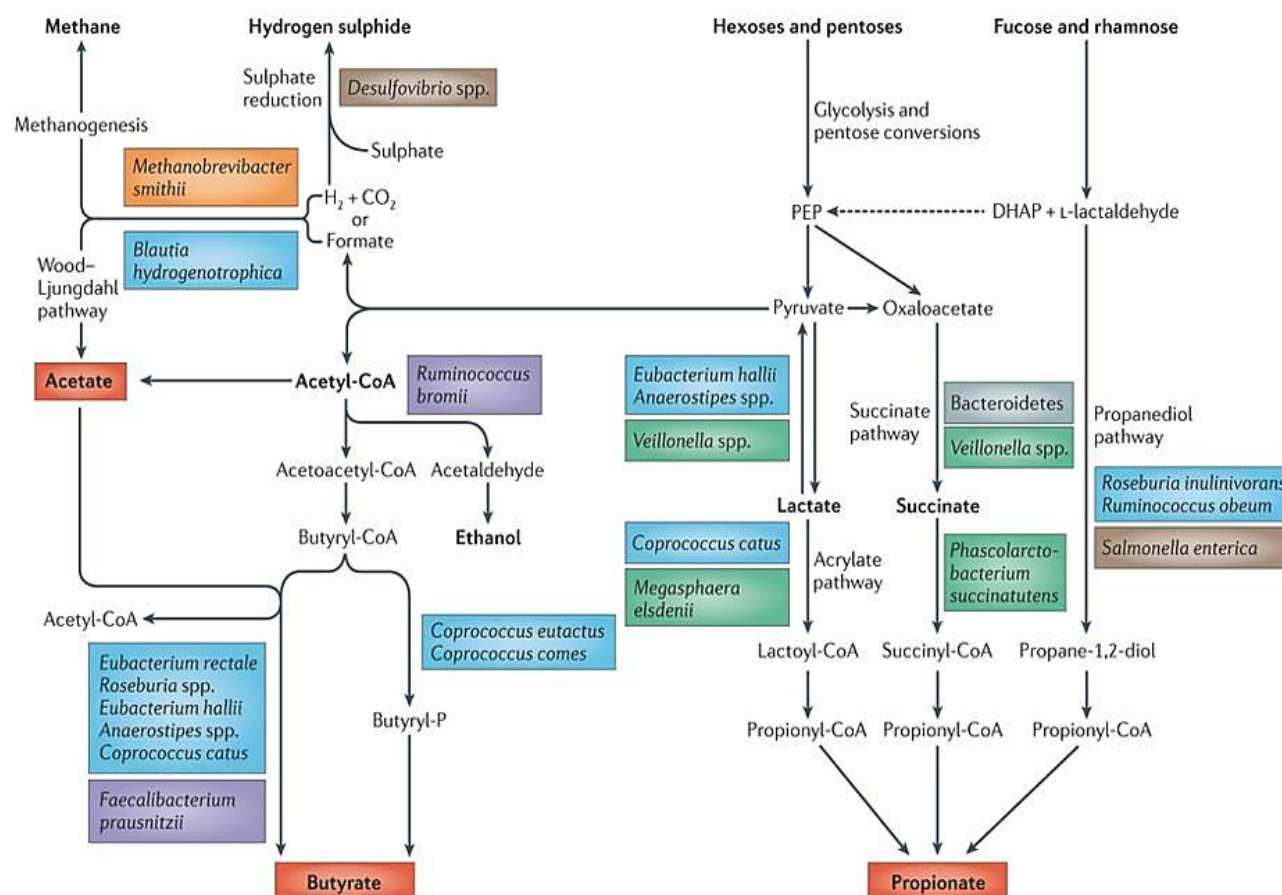 Methane
Hydrogen sulphide
Hexoses and pentoses
Fucose and rhamnose
Sulphate
reduction
Desulfovibrio spp.
Glycolysis and
pentose conversions
Methanogenesis
Sulphate
Methanobrevibacter
smithii
H₂ + CO₂
or
Formate
PEP
DHAP + L-lactaldehyde
Blautia
hydrogenotrophica
Wood–
Ljungdahl
pathway
Pyruvate
Oxaloacetate
Acetate
Acetyl-CoA
Ruminococcus
bromii
Eubacterium hallii
Anaerostipes spp.
Veillonella spp.
Succinate
pathway
Bacteroidetes
Veillonella spp.
Propanediol
pathway
Acetoacetyl-CoA
Acetaldehyde
Roseburia inulinivorans
Ruminococcus obeum
Salmonella enterica
Butyryl-CoA
Ethanol
Lactate
Succinate
Coprococcus catus
Megasphaera
elsdenii
Acrylate
pathway
Phascolarcto-
bacterium
succinatutens
Acetyl-CoA
Coprococcus eutactus
Coprococcus comes
Lactoyl-CoA
Succinyl-CoA
Propane-1,2-diol
Eubacterium rectale
Roseburia spp.
Eubacterium hallii
Anaerostipes spp.
Coprococcus catus
Butyryl-P
Propionyl-CoA
Propionyl-CoA
Propionyl-CoA
Faecalibacterium
prausnitzii
Butyrate
Propionate